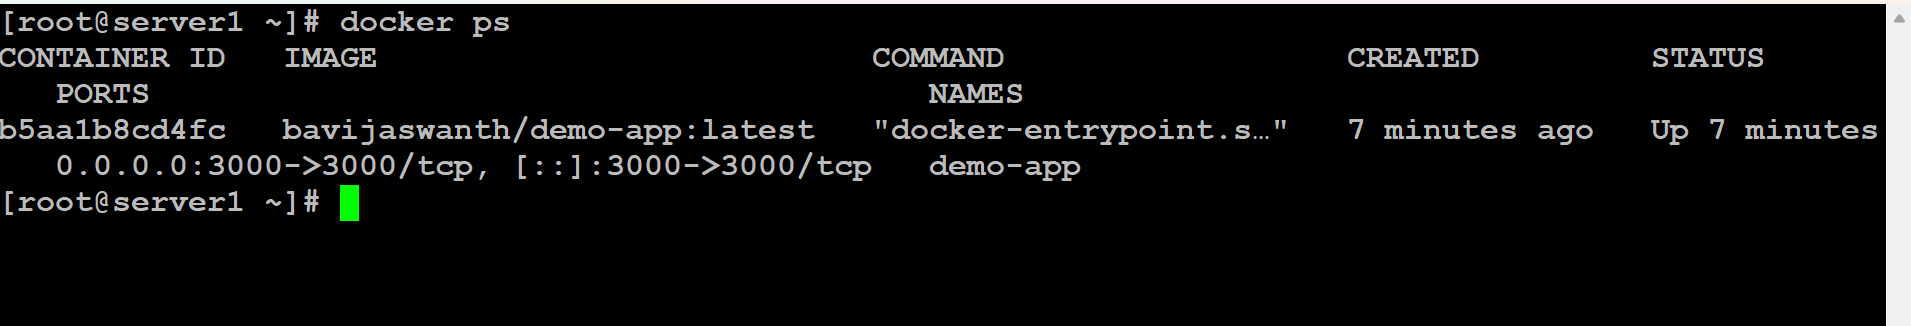 [root@server1 ~]# docker ps
CONTAINER ID   IMAGE                          COMMAND                  CREATED         STATUS
   PORTS                                         NAMES
b5aa1b8cd4fc   bavijaswanth/demo-app:latest   "docker-entrypoint.s…"   7 minutes ago   Up 7 minutes
   0.0.0.0:3000->3000/tcp, [::]:3000->3000/tcp   demo-app
[root@server1 ~]#